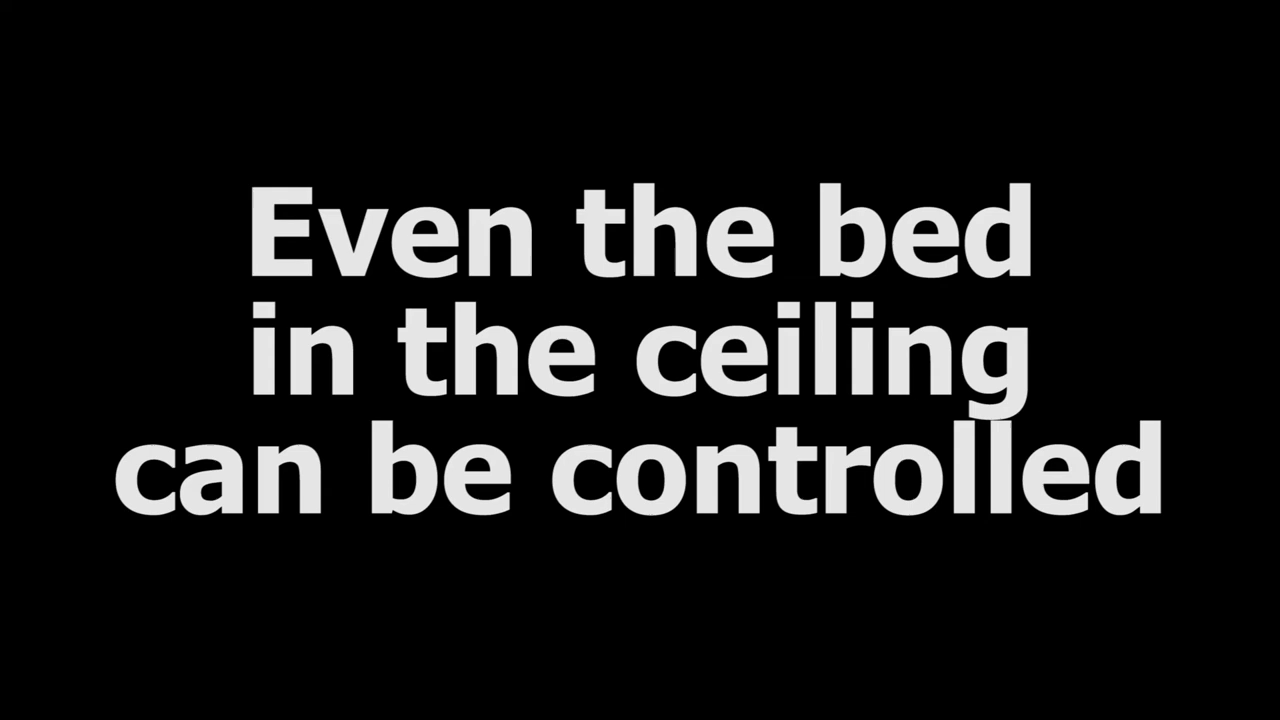 Even the bed
in the ceiling
can be controlled